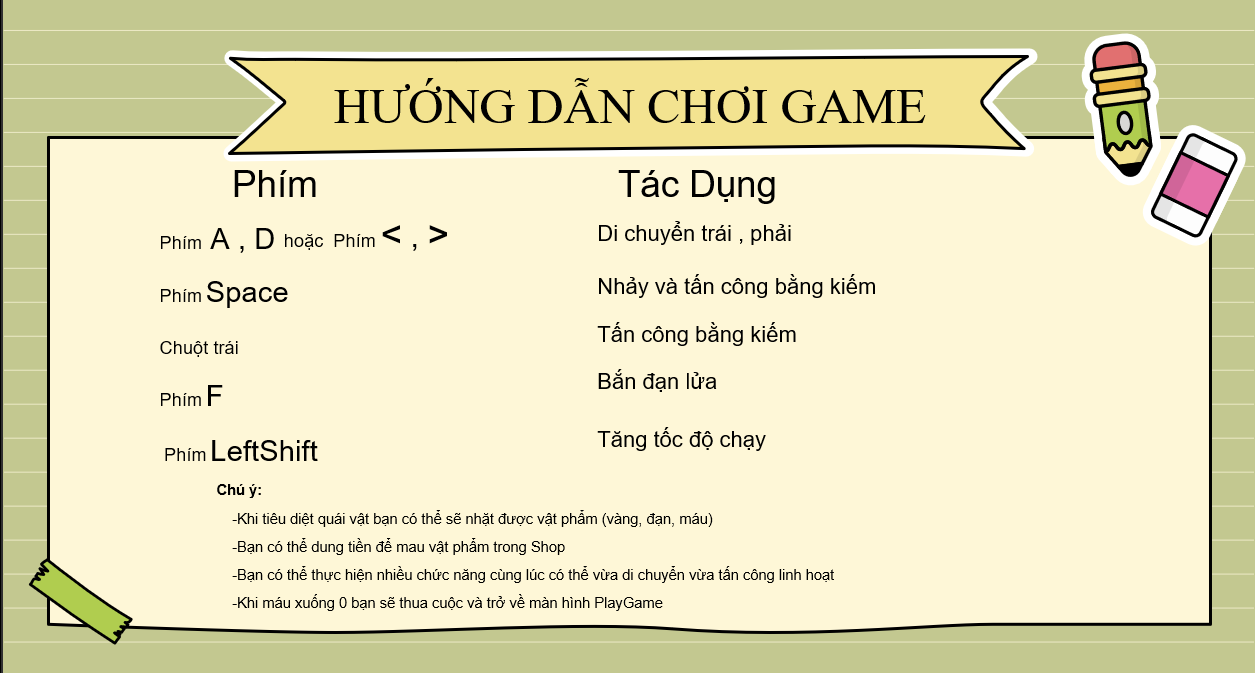 HƯỚNG DẪN CHƠI GAME
Phím Tác Dụng
Phím A , D hoặc Phím < , > Di chuyển trái , phải
Phím Space Nhảy và tấn công bằng kiếm
Chuột trái Tấn công bằng kiếm
Phím F Bắn đạn lửa
Phím LeftShift Tăng tốc độ chạy
Chú ý:
-Khi tiêu diệt quái vật bạn có thể sẽ nhặt được vật phẩm (vàng, đạn, máu)
-Bạn có thể dung tiền để mau vật phẩm trong Shop
-Bạn có thể thực hiện nhiều chức năng cùng lúc có thể vừa di chuyển vừa tấn công linh hoạt
-Khi máu xuống 0 bạn sẽ thua cuộc và trở về màn hình PlayGame